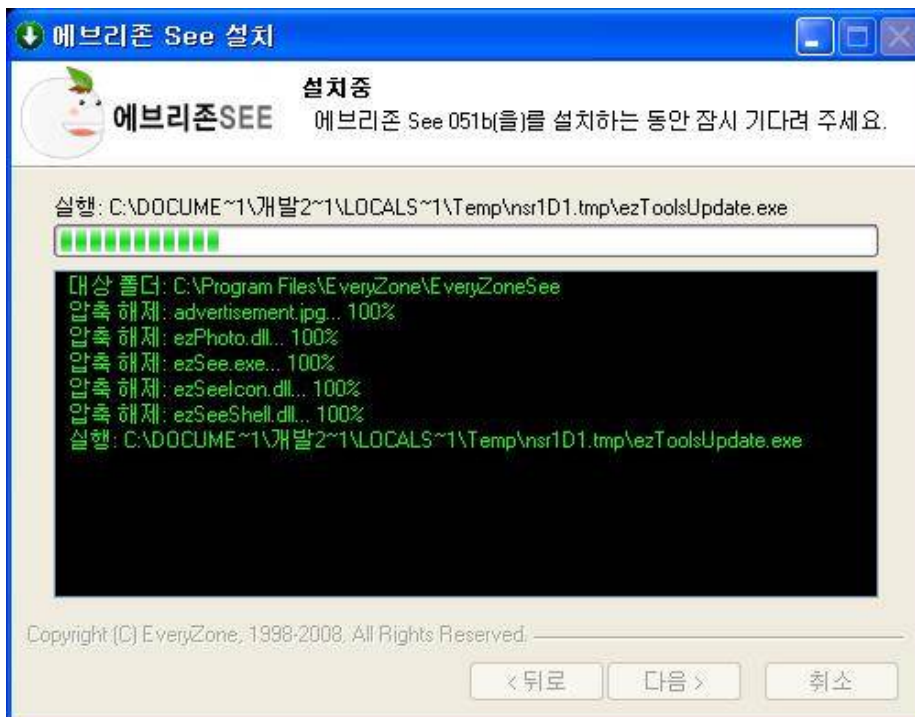 에브리존 See 설치
에브리존SEE
설치중
에브리존 See 051b(을)를 설치하는 동안 잠시 기다려 주세요.
실행: C:\DOCUME~1\개발2~1\LOCALS~1\Temp\nsr1D1.tmp\ezToolsUpdate.exe
대상 폴더: C:\Program Files\EveryZone\EveryZoneSee
압축 해제: advertisement.jpg... 100%
압축 해제: ezPhoto.dll... 100%
압축 해제: ezSee.exe... 100%
압축 해제: ezSeeIcon.dll... 100%
압축 해제: ezSeeShell.dll... 100%
실행: C:\DOCUME~1\개발2~1\LOCALS~1\Temp\nsr1D1.tmp\ezToolsUpdate.exe
Copyright (C) EveryZone, 1998-2008, All Rights Reserved.
< 뒤로
다음 >
취소